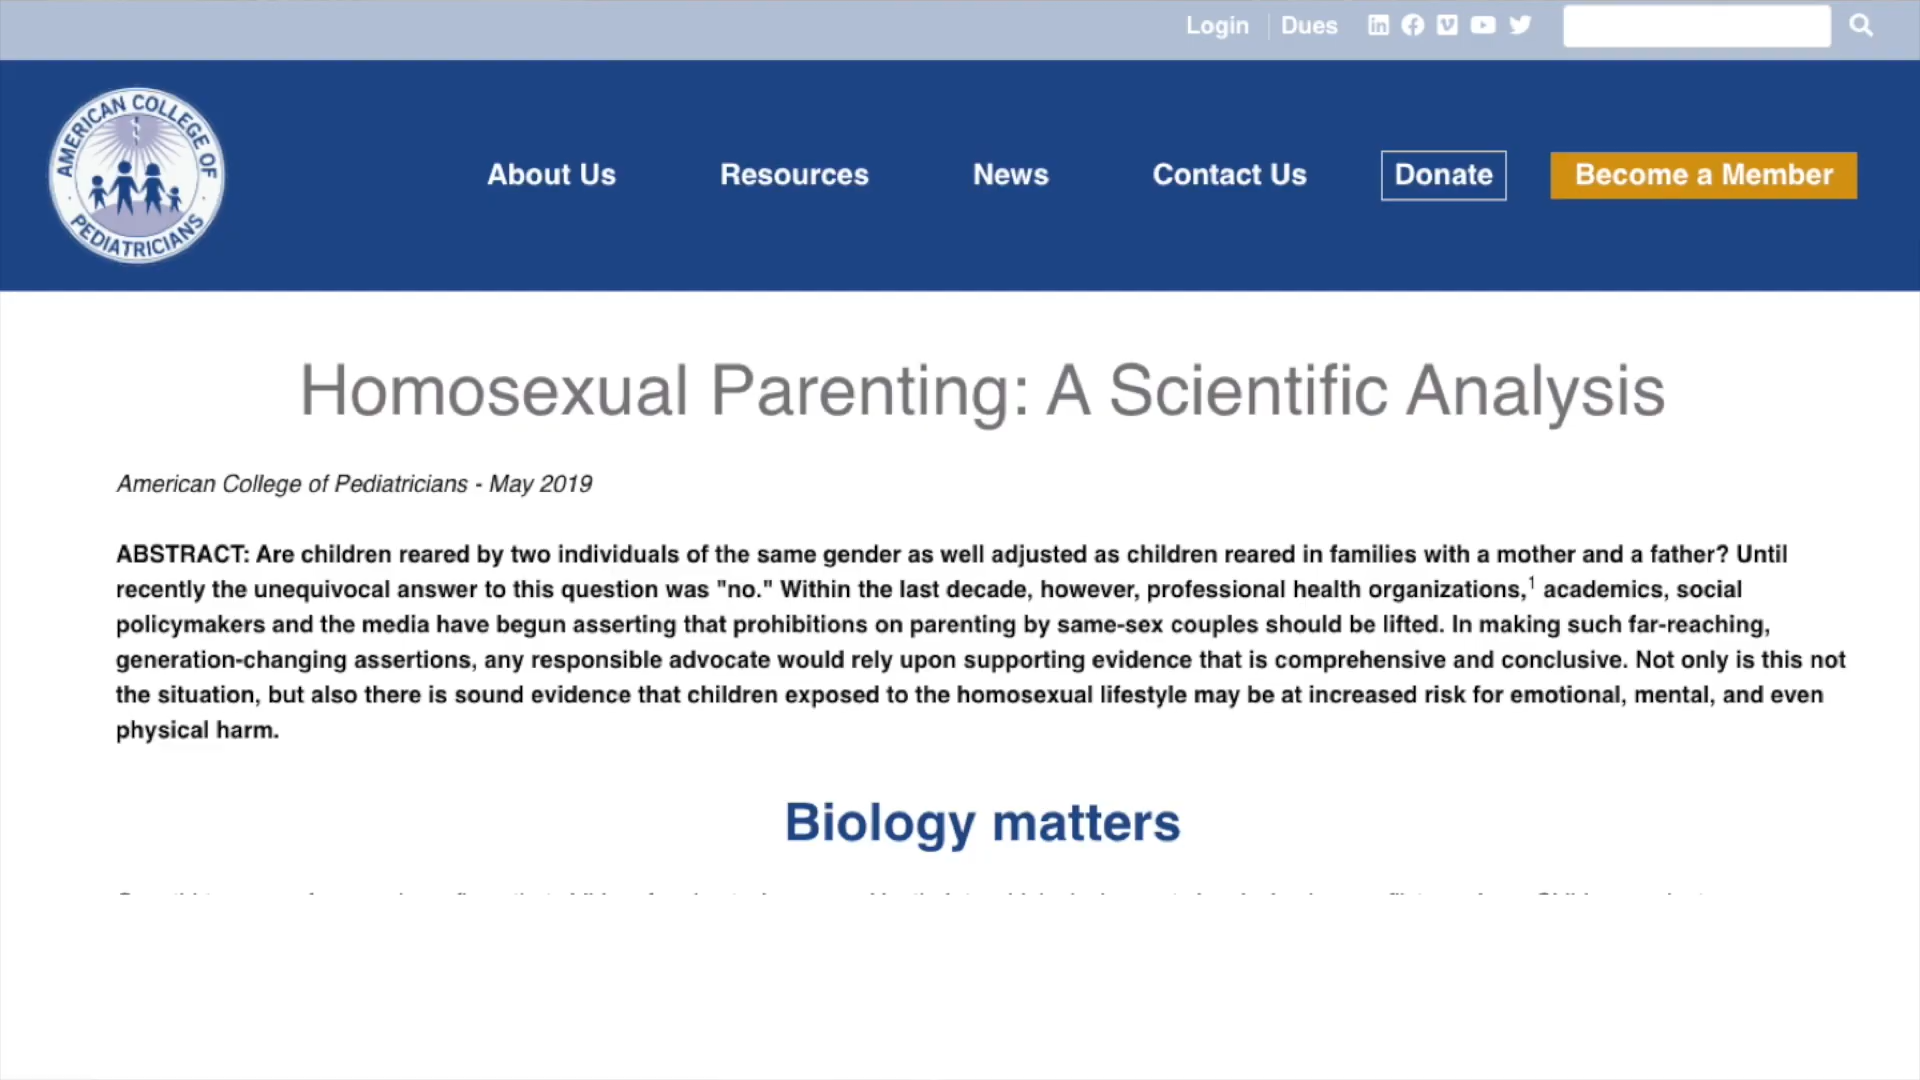 Login
Dues
AMERICAN COLLEGE OF
PEDIATRICIANS
About Us
Resources
News
Contact Us
Donate
Become a Member
Homosexual Parenting: A Scientific Analysis
American College of Pediatricians - May 2019
ABSTRACT: Are children reared by two individuals of the same gender as well adjusted as children reared in families with a mother and a father? Until
recently the unequivocal answer to this question was "no." Within the last decade, however, professional health organizations,1 academics, social
policymakers and the media have begun asserting that prohibitions on parenting by same-sex couples should be lifted. In making such far-reaching,
generation-changing assertions, any responsible advocate would rely upon supporting evidence that is comprehensive and conclusive. Not only is this not
the situation, but also there is sound evidence that children exposed to the homosexual lifestyle may be at increased risk for emotional, mental, and even
physical harm.
Biology matters